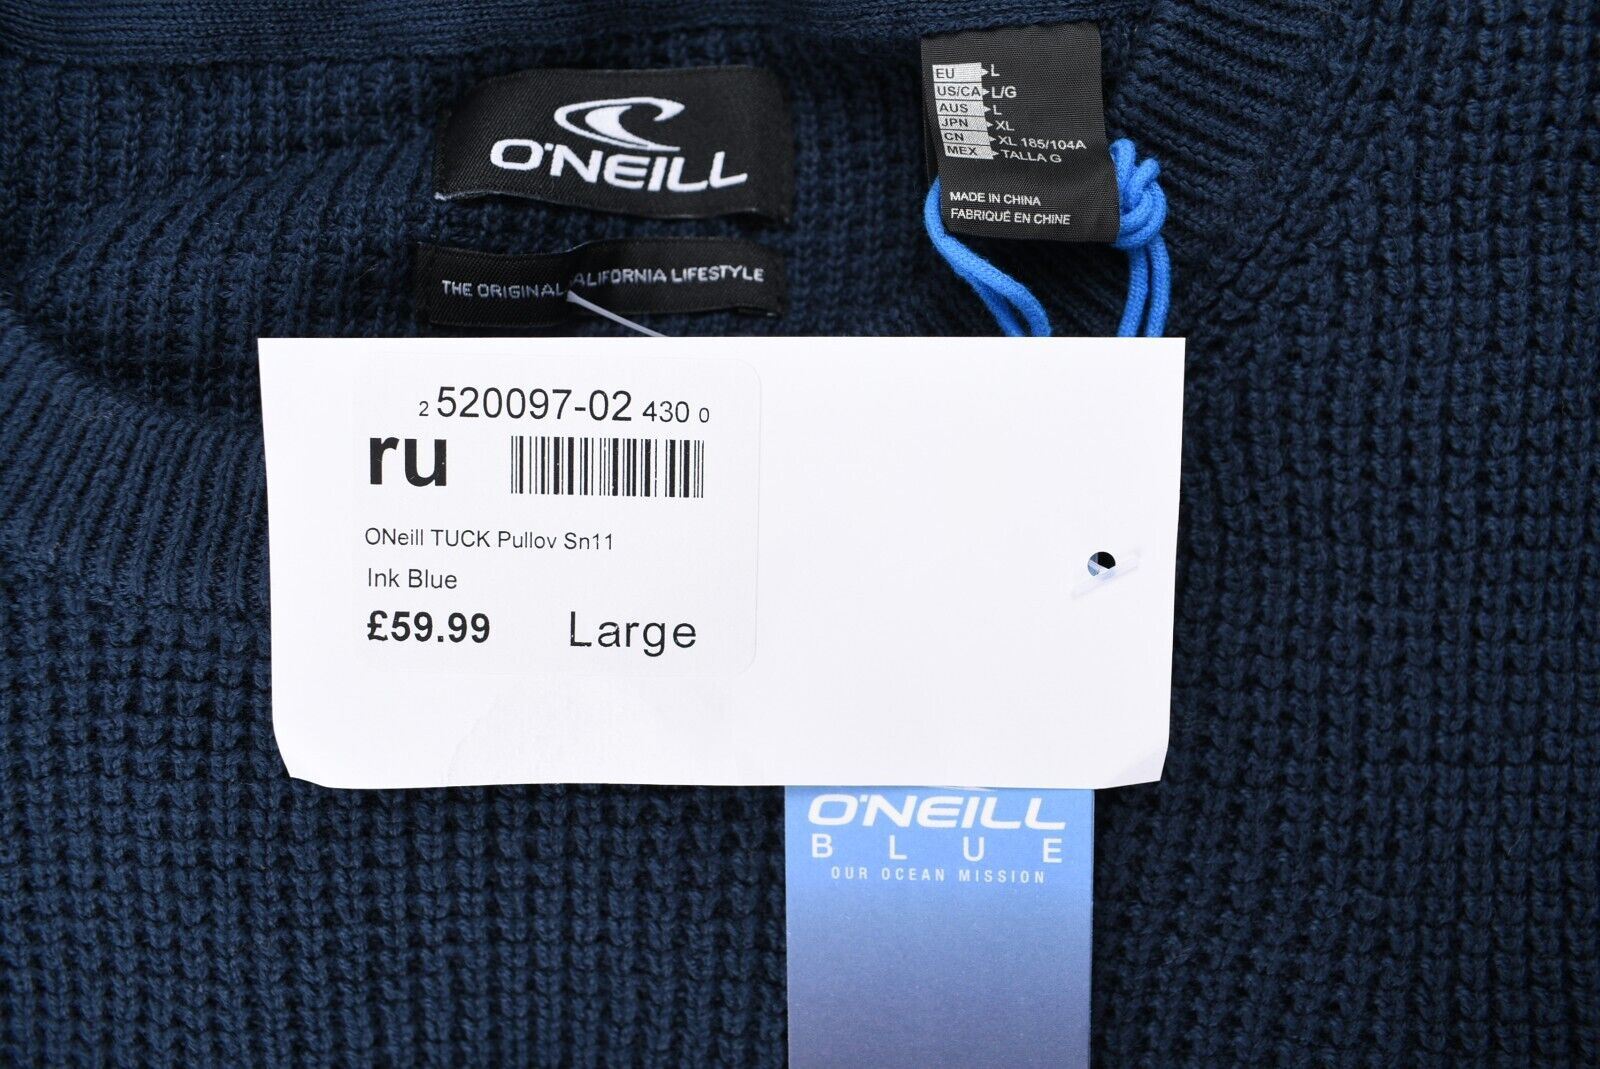 O'NEILL
THE ORIGINAL CALIFORNIA LIFESTYLE
EU L
US/CA L/G
AUS L
JPN XL
CN XL 185/104A
MEX TALLA G
MADE IN CHINA
FABRIQUÉ EN CHINE
2 520097-02 430 0
ru
ONeill TUCK Pullov Sn11
Ink Blue
£59.99 Large
O'NEILL
BLUE
OUR OCEAN MISSION